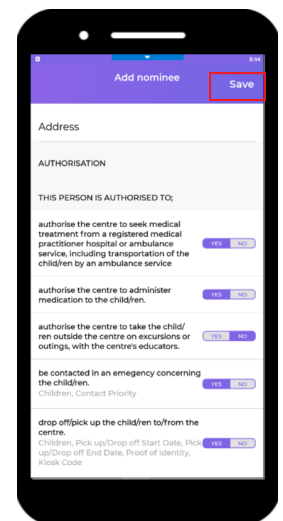 8:44
Add nominee
Save
Address
AUTHORISATION
THIS PERSON IS AUTHORISED TO;
authorise the centre to seek medical
treatment from a registered medical
practitioner hospital or ambulance
service, including transportation of the
child/ren by an ambulance service
YES NO
authorise the centre to administer
medication to the child/ren.
YES NO
authorise the centre to take the child/
ren outside the centre on excursions or
outings, with the centre's educators.
YES NO
be contacted in an emegency concerning
the child/ren.
Children, Contact Priority
YES NO
drop off/pick up the child/ren to/from the
centre.
Children, Pick up/Drop off Start Date, Pick
up/Drop off End Date, Proof of identity,
Kiosk Code
YES NO